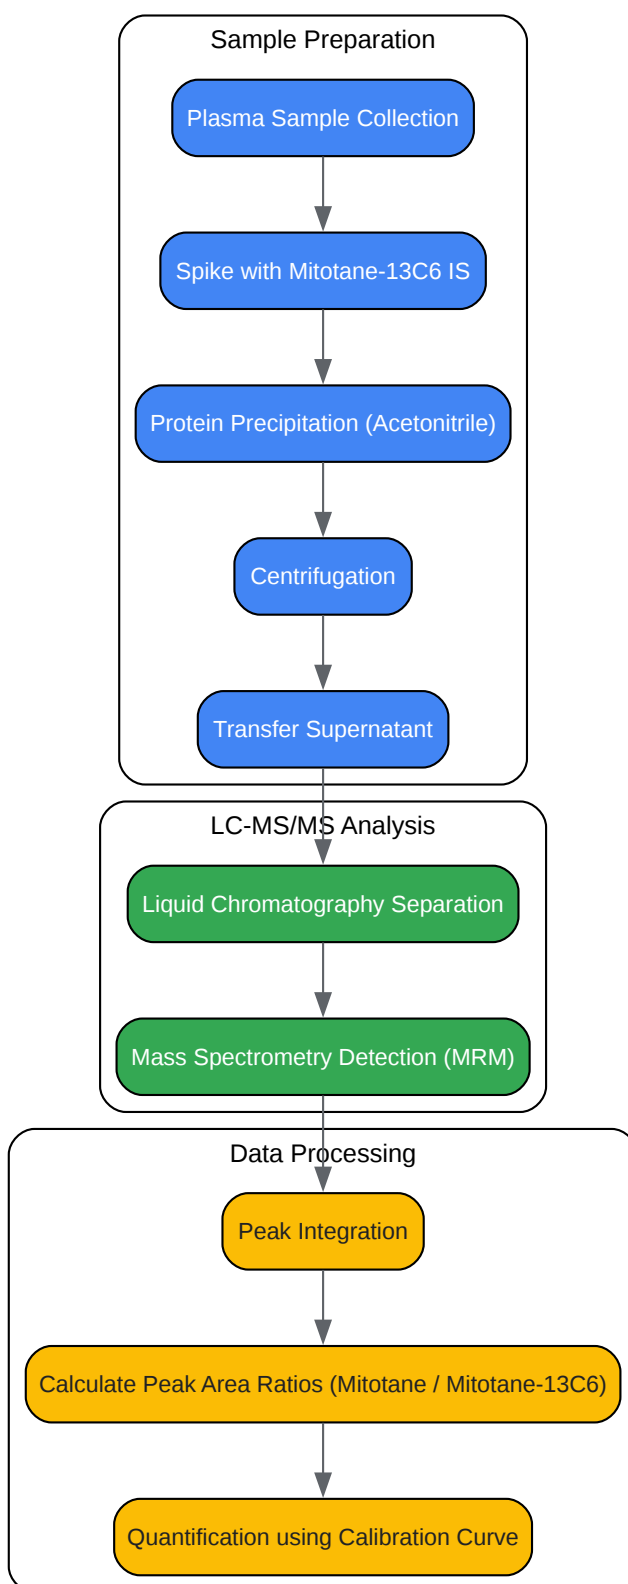 Sample Preparation
Plasma Sample Collection
Spike with Mitotane-13C6 IS
Protein Precipitation (Acetonitrile)
Centrifugation
Transfer Supernatant
LC-MS/MS Analysis
Liquid Chromatography Separation
Mass Spectrometry Detection (MRM)
Data Processing
Peak Integration
Calculate Peak Area Ratios (Mitotane / Mitotane-13C6)
Quantification using Calibration Curve